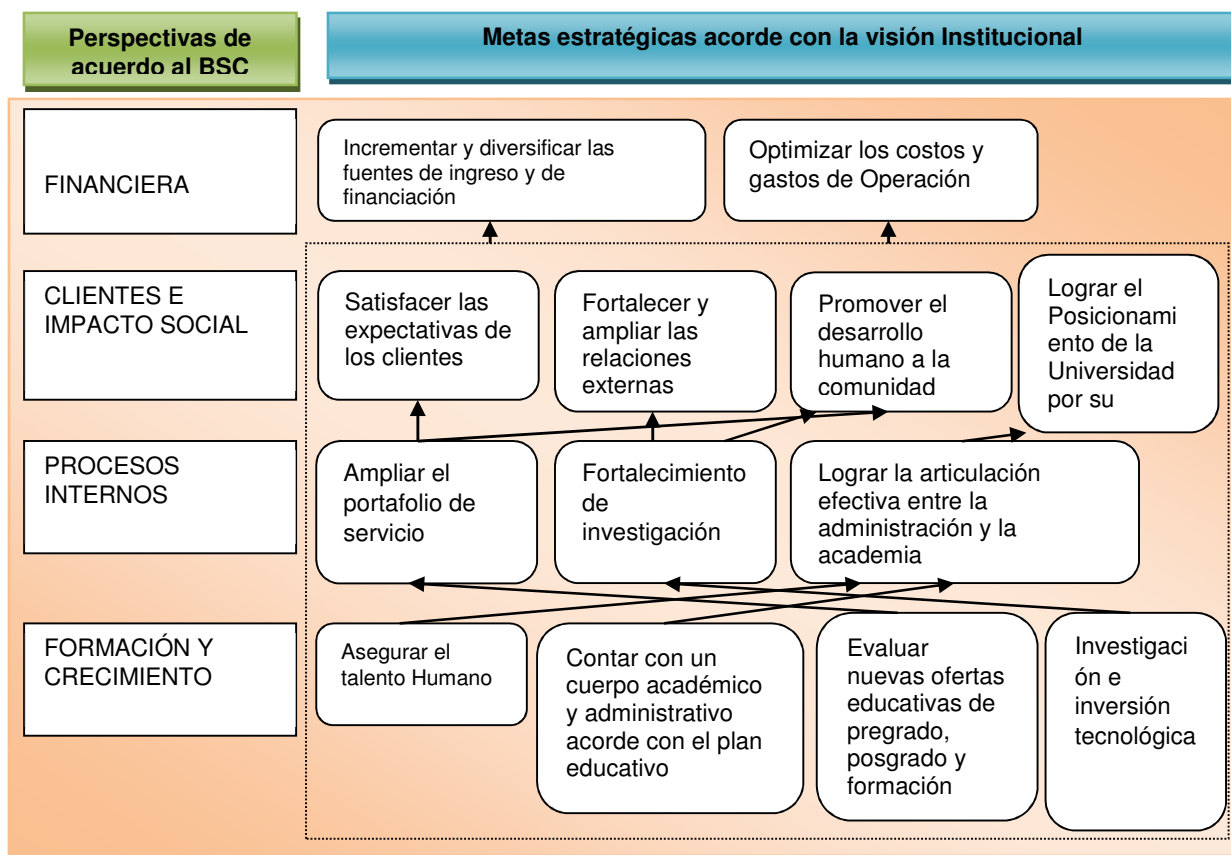 Perspectivas de
acuerdo al BSC
Metas estratégicas acorde con la visión Institucional
FINANCIERA
Incrementar y diversificar las
fuentes de ingreso y de
financiación
Optimizar los costos y
gastos de Operación
CLIENTES E
IMPACTO SOCIAL
Satisfacer las
expectativas de
los clientes
Fortalecer y
ampliar las
relaciones
externas
Promover el
desarrollo
humano a la
comunidad
Lograr el
Posicionami
ento de la
Universidad
por su
PROCESOS
INTERNOS
Ampliar el
portafolio de
servicio
Fortalecimiento
de
investigación
Lograr la articulación
efectiva entre la
administración y la
academia
FORMACIÓN Y
CRECIMIENTO
Asegurar el
talento Humano
Contar con un
cuerpo académico
y administrativo
acorde con el plan
educativo
Evaluar
nuevas ofertas
educativas de
pregrado,
posgrado y
formación
Investigaci
ón e
inversión
tecnológica